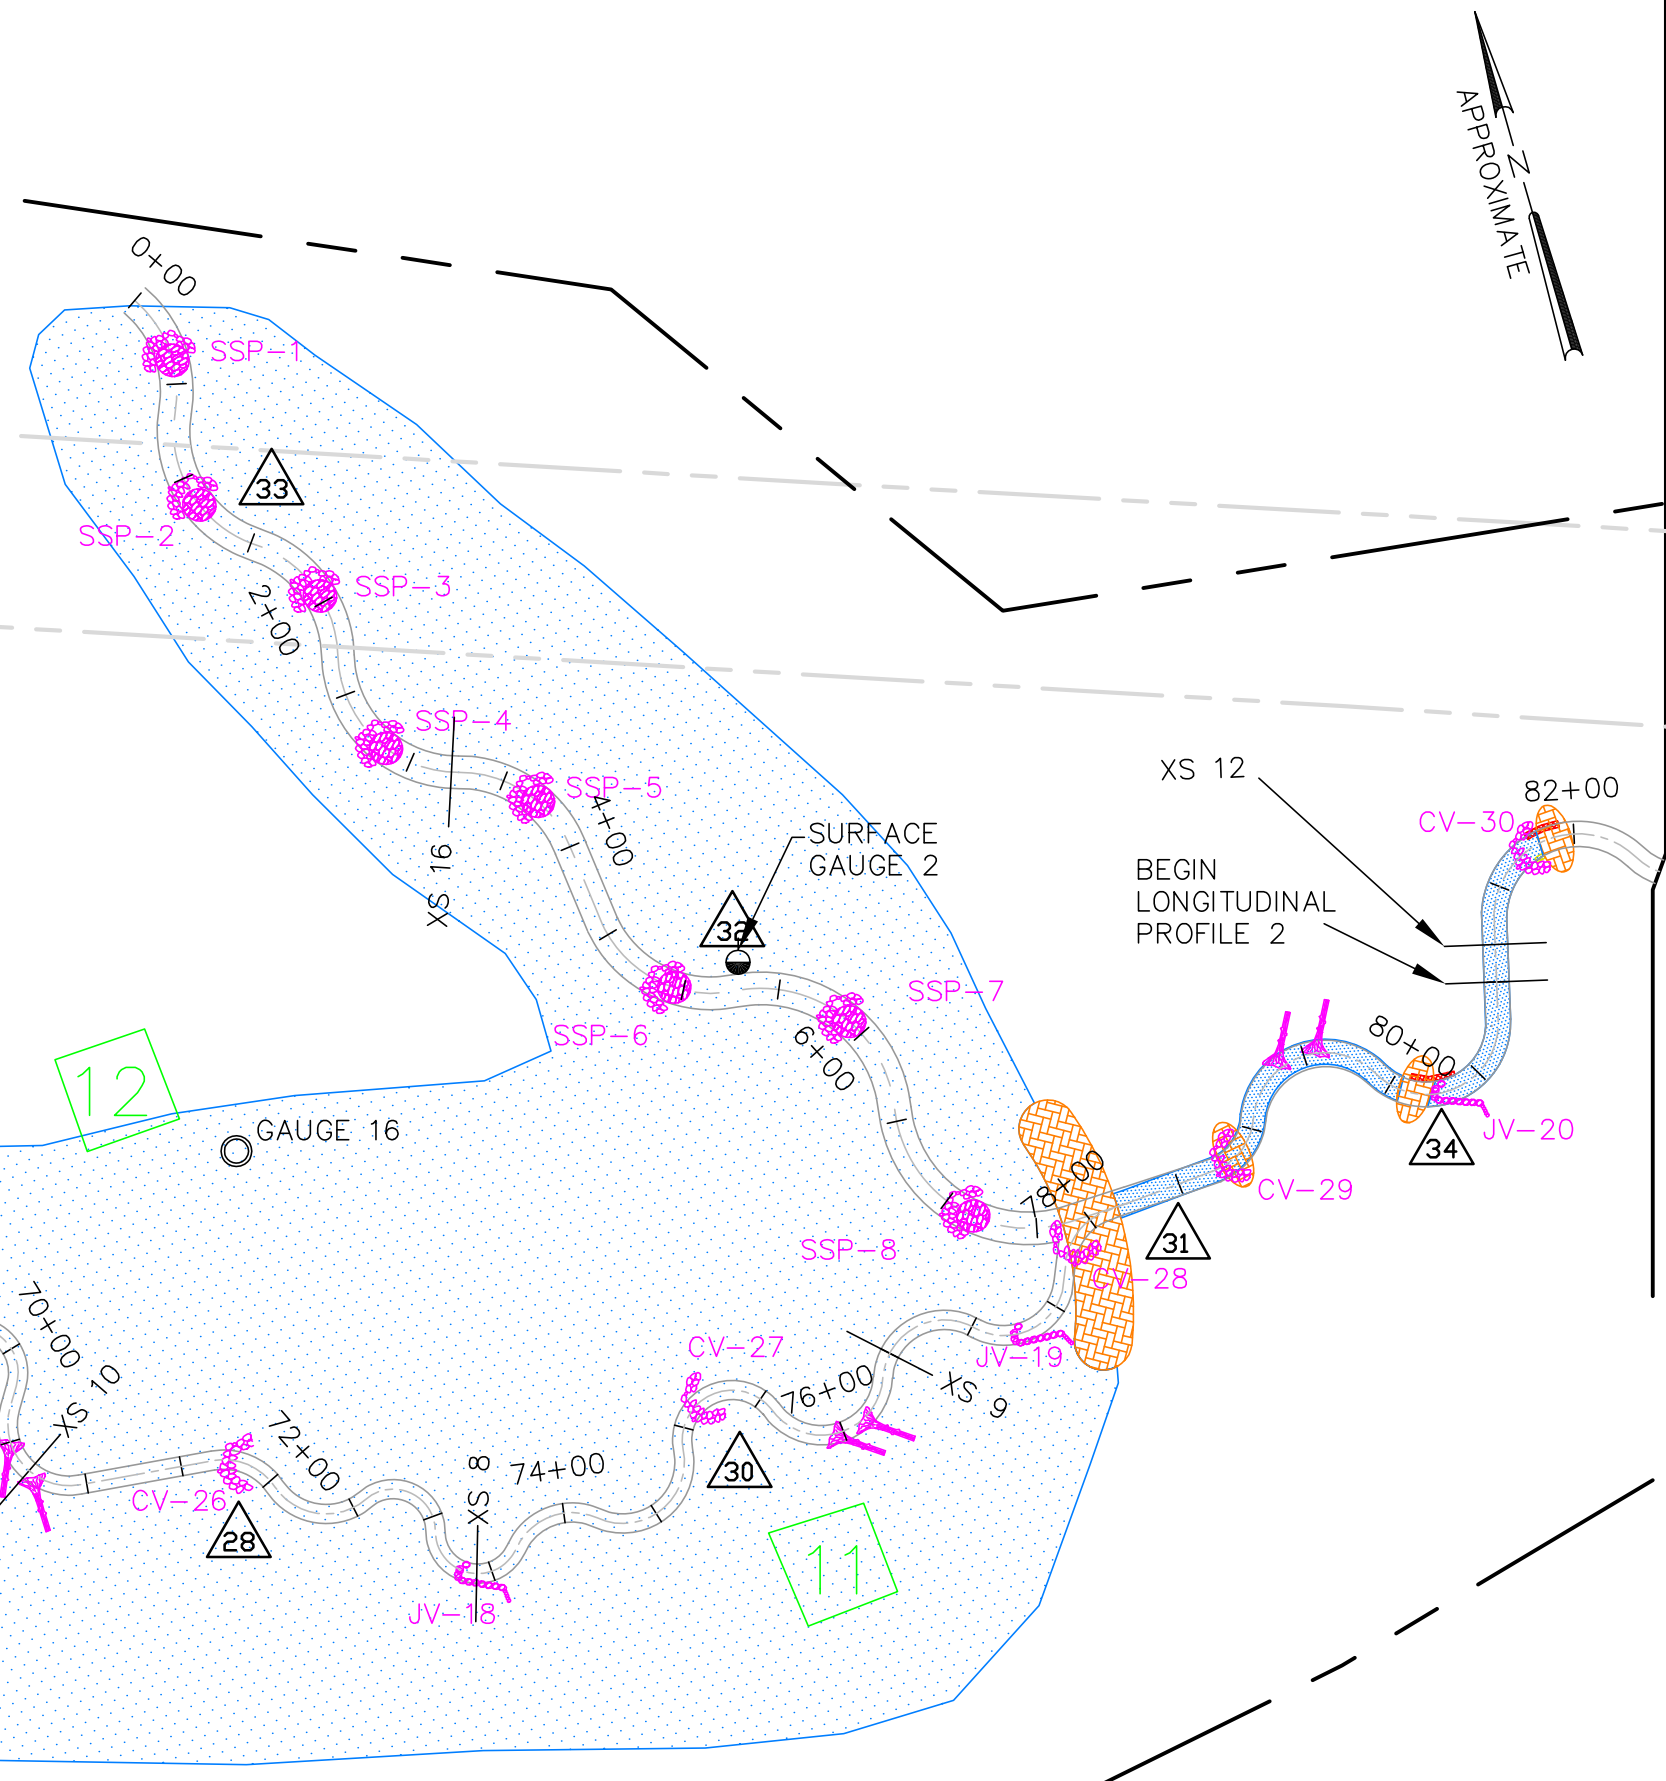 N
APPROXIMATE
0+00
SSP-1
33
SSP-2
SSP-3
2+00
SSP-4
SSP-5
4+00
XS 16
SURFACE
GAUGE 2
32
XS 12
82+00
CV-30
BEGIN
LONGITUDINAL
PROFILE 2
SSP-6
SSP-7
6+00
80+00
JV-20
34
12
GAUGE 16
78+00
CV-29
31
SSP-8
CV-28
70+00
XS 10
CV-27
JV-19
76+00
XS 9
72+00
CV-26
28
XS 8
74+00
30
11
JV-18